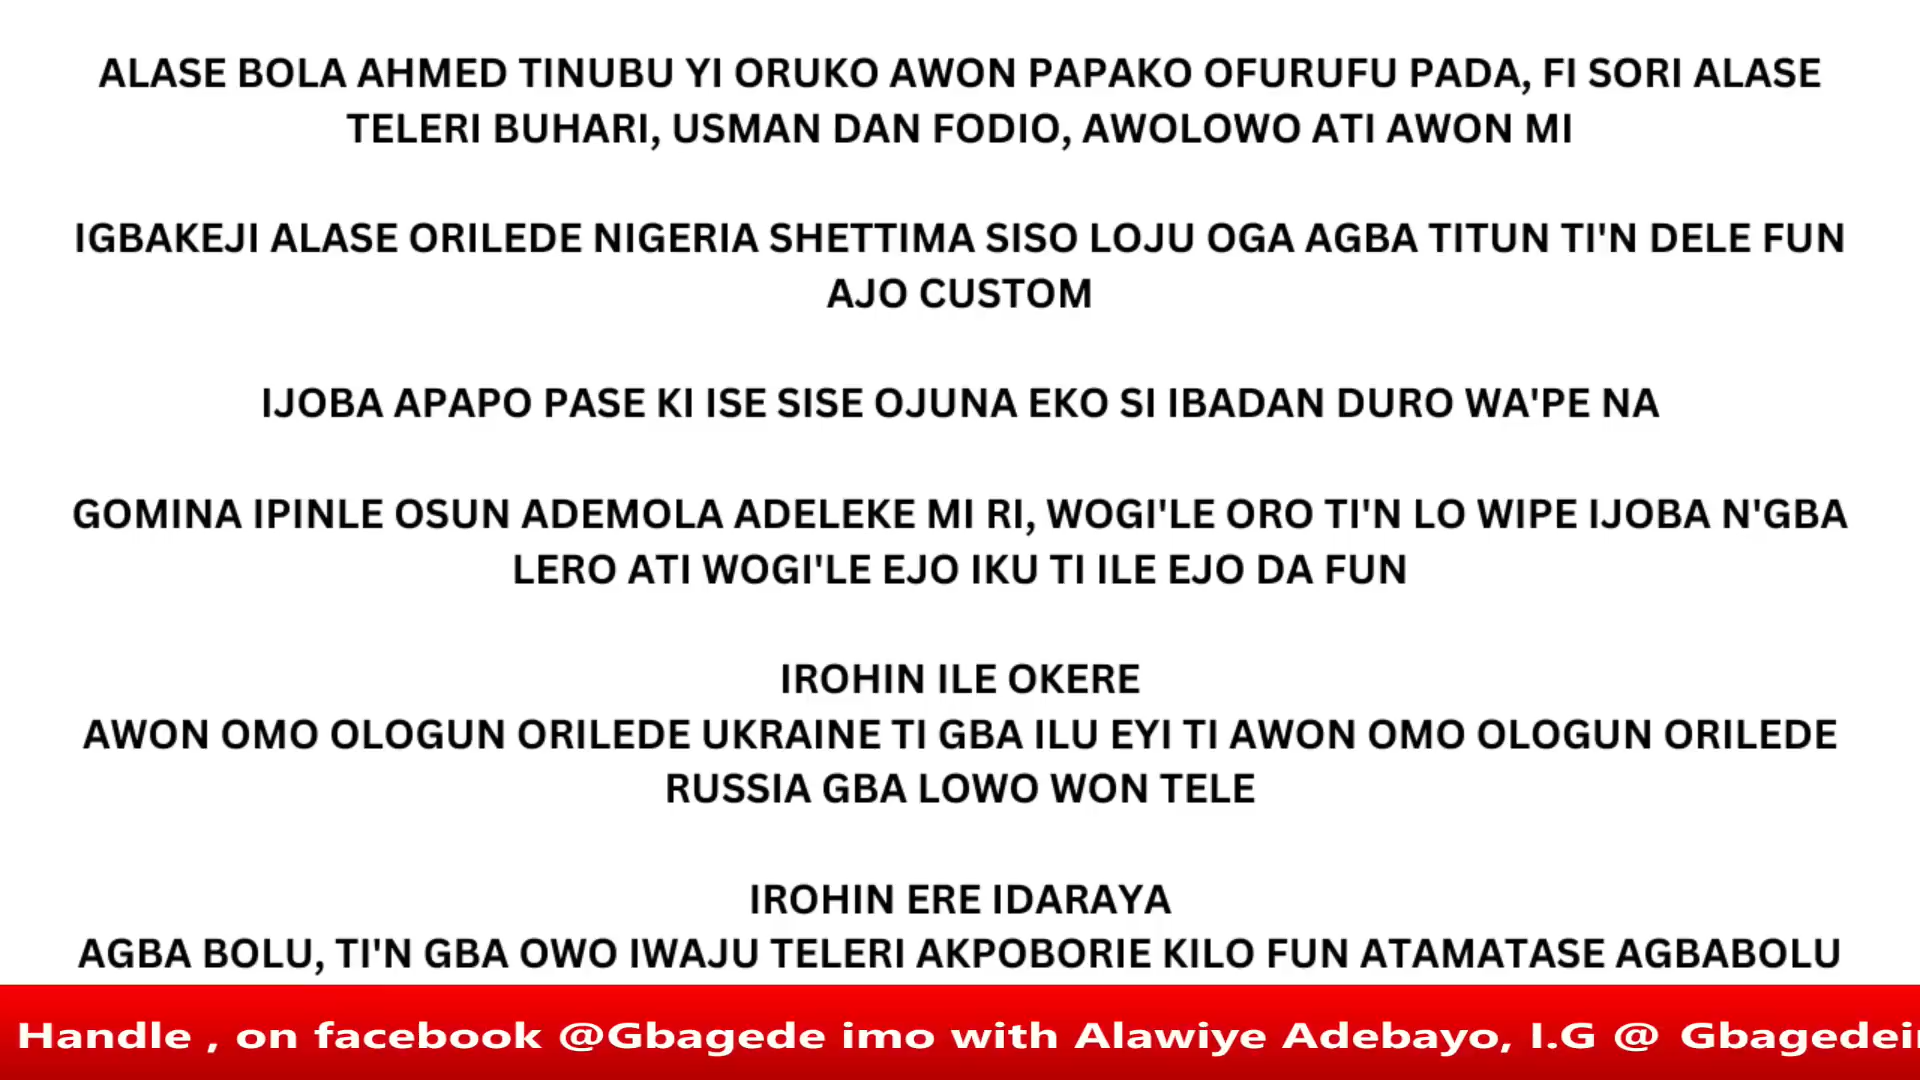 ALASE BOLA AHMED TINUBU YI ORUKO AWON PAPAKO OFURUFU PADA, FI SORI ALASE
TELERI BUHARI, USMAN DAN FODIO, AWOLOWO ATI AWON MI
IGBAKEJI ALASE ORILEDE NIGERIA SHETTIMA SISO LOJU OGA AGBA TITUN TI'N DELE FUN
AJO CUSTOM
IJOBA APAPO PASE KI ISE SISE OJUNA EKO SI IBADAN DURO WA'PE NA
GOMINA IPINLE OSUN ADEMOLA ADELEKE MI RI, WOGI'LE ORO TI'N LO WIPE IJOBA N'GBA
LERO ATI WOGI'LE EJO IKU TI ILE EJO DA FUN
IROHIN ILE OKERE
AWON OMO OLOGUN ORILEDE UKRAINE TI GBA ILU EYI TI AWON OMO OLOGUN ORILEDE
RUSSIA GBA LOWO WON TELE
IROHIN ERE IDARAYA
AGBA BOLU, TI'N GBA OWO IWAJU TELERI AKPOBORIE KILO FUN ATAMATASE AGBABOLU
Handle , on facebook @Gbagede imo with Alawiye Adebayo, I.G @ Gbagedei